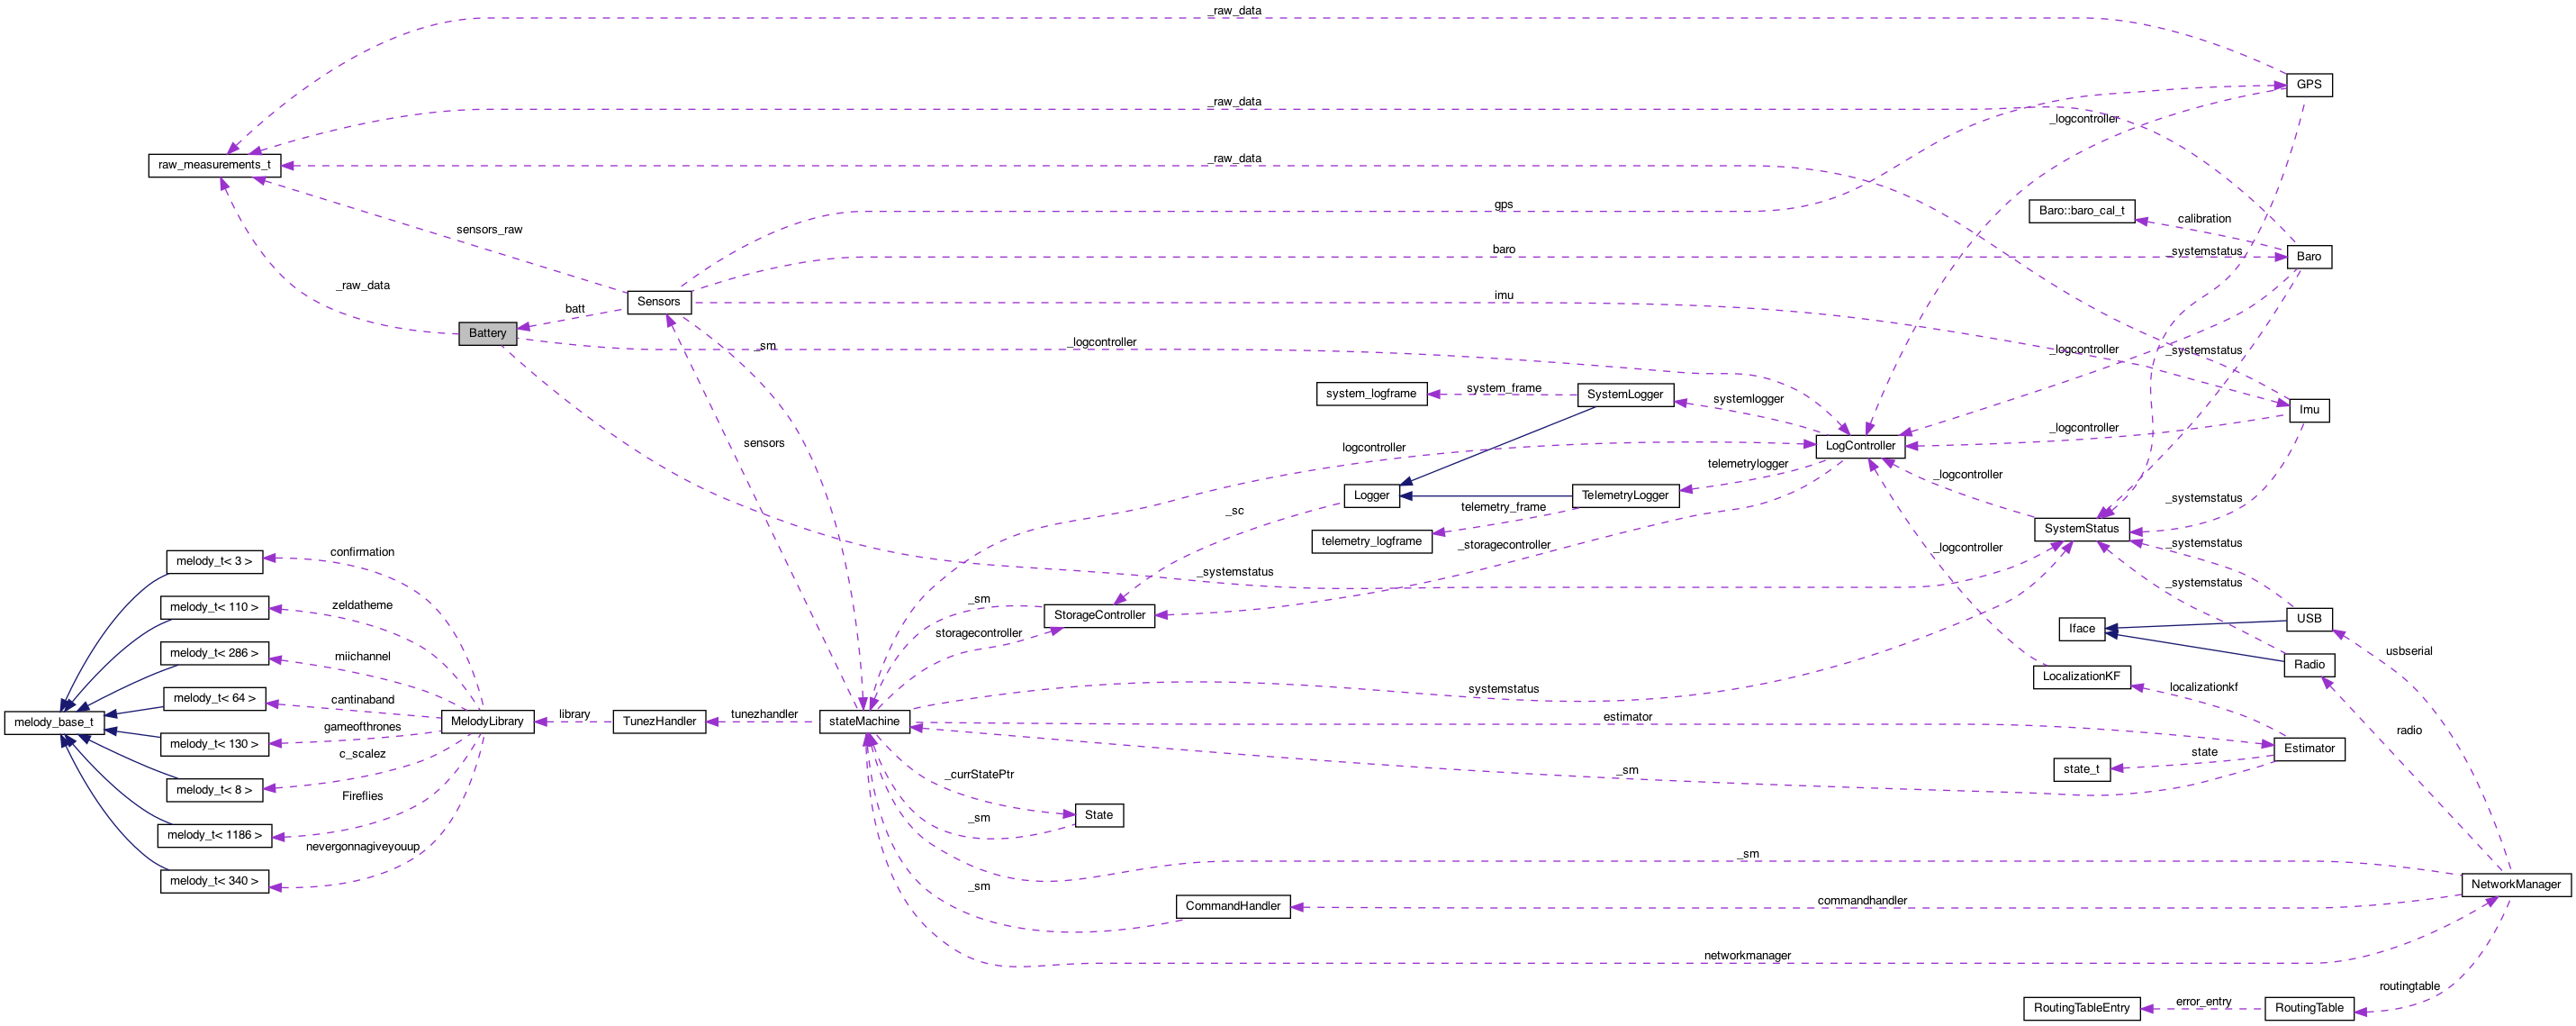 _raw_data
GPS
_raw_data
_logcontroller
raw_measurements_t
_raw_data
gps
Baro::baro_cal_t
calibration
sensors_raw
baro
_systemstatus
Baro
_raw_data
Sensors
imu
batt
Battery
_sm
_logcontroller
_logcontroller
_systemstatus
system_logframe
system_frame
SystemLogger
systemlogger
Imu
_logcontroller
sensors
logcontroller
LogController
telemetrylogger
_logcontroller
Logger
TelemetryLogger
_systemstatus
_sc
telemetry_frame
SystemStatus
telemetry_logframe
_storagecontroller
_logcontroller
_systemstatus
confirmation
melody_t< 3 >
_systemstatus
_systemstatus
zeldatheme
melody_t< 110 >
_sm
StorageController
USB
Iface
storagecontroller
miichannel
melody_t< 286 >
usbserial
Radio
LocalizationKF
localizationkf
cantinaband
melody_t< 64 >
systemstatus
melody_base_t
MelodyLibrary
library
TunezHandler
tunezhandler
stateMachine
estimator
gameofthrones
melody_t< 130 >
radio
Estimator
c_scalez
state
state_t
_sm
_currStatePtr
melody_t< 8 >
Fireflies
State
_sm
melody_t< 1186 >
nevergonnagiveyouup
_sm
melody_t< 340 >
_sm
NetworkManager
CommandHandler
commandhandler
networkmanager
routingtable
RoutingTableEntry
error_entry
RoutingTable